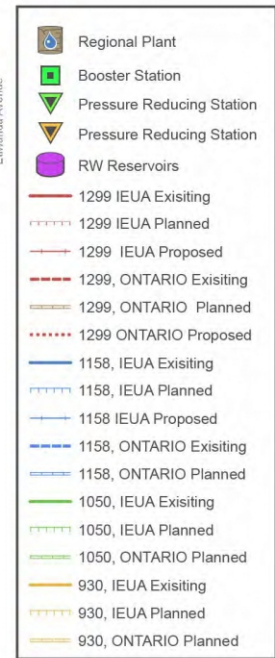 Etiwanda Avenue
Regional Plant
Booster Station
Pressure Reducing Station
Pressure Reducing Station
RW Reservoirs
1299 IEUA Exisiting
1299 IEUA Planned
1299 IEUA Proposed
1299, ONTARIO Exisiting
1299, ONTARIO Planned
1299 ONTARIO Proposed
1158, IEUA Exisiting
1158, IEUA Planned
1158 IEUA Proposed
1158, ONTARIO Exisiting
1158, ONTARIO Planned
1050, IEUA Exisiting
1050, IEUA Planned
1050, ONTARIO Planned
930, IEUA Exisiting
930, IEUA Planned
930, ONTARIO Planned